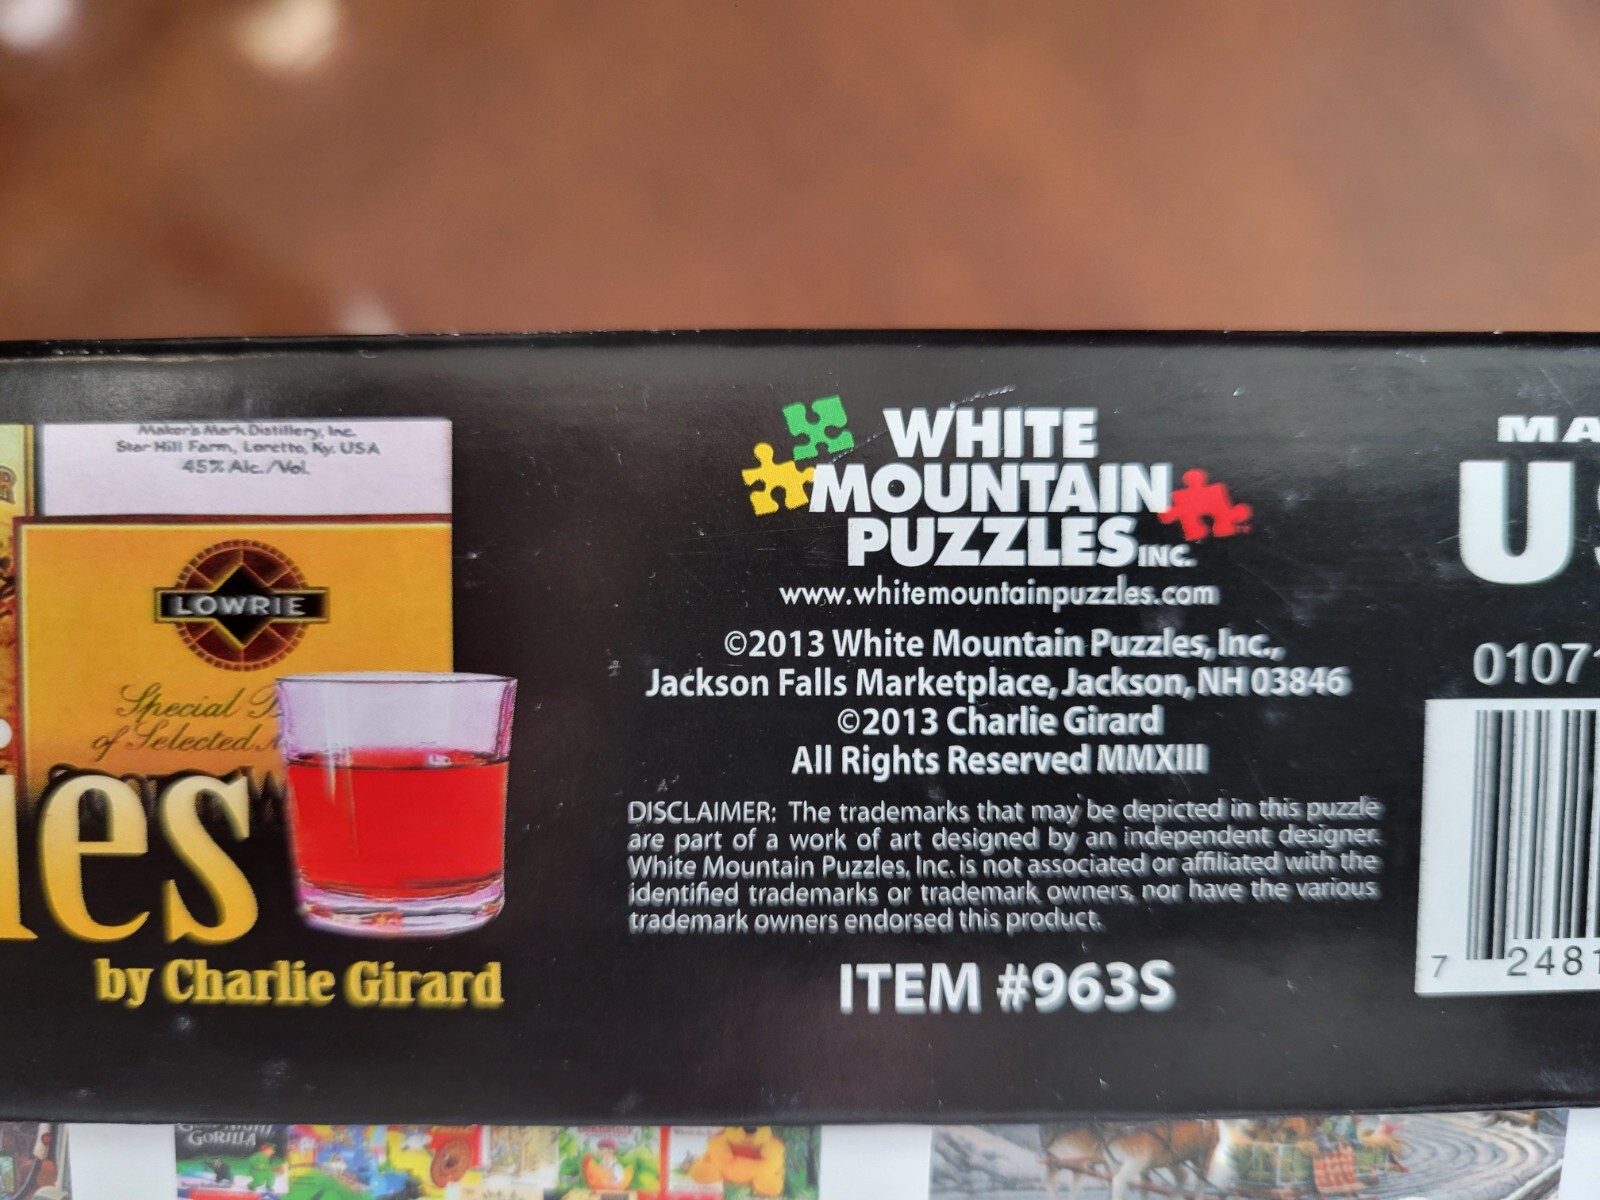 Maker's Mark Distillery, Inc.
Star Hill Farm, Loretto, Ky. USA
45% Alc./Vol.
LOWRIE
Special
of Selected
ies
by Charlie Girard
WHITE
MOUNTAIN
PUZZLES INC.
www.whitemountainpuzzles.com
©2013 White Mountain Puzzles, Inc.,
Jackson Falls Marketplace, Jackson, NH 03846
©2013 Charlie Girard
All Rights Reserved MMXIII
DISCLAIMER: The trademarks that may be depicted in this puzzle
are part of a work of art designed by an independent designer.
White Mountain Puzzles, Inc. is not associated or affiliated with the
identified trademarks or trademark owners, nor have the various
trademark owners endorsed this product.
ITEM #963S
MA
U
01071
7 2481
GORILLA